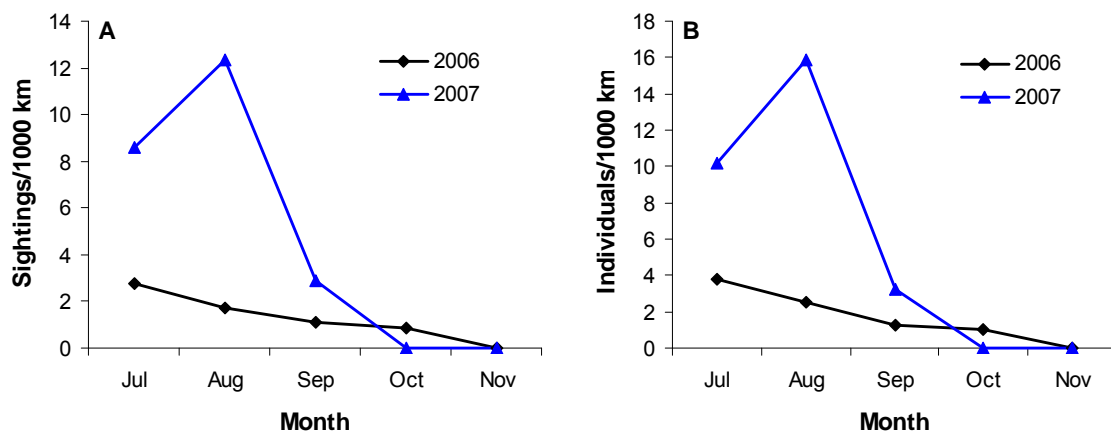 A
Sightings/1000 km
14
12
10
8
6
4
2
0
2006
2007
Jul Aug Sep Oct Nov
Month
B
Individuals/1000 km
18
16
14
12
10
8
6
4
2
0
2006
2007
Jul Aug Sep Oct Nov
Month